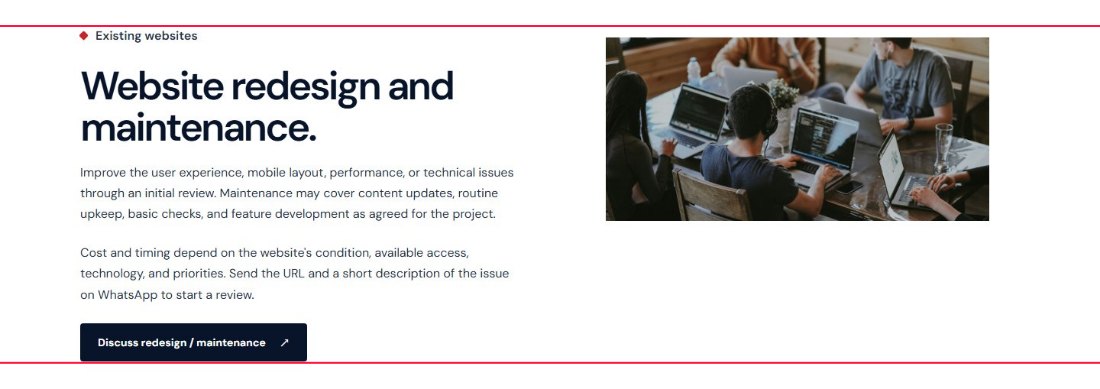 Existing websites
Website redesign and
maintenance.
Improve the user experience, mobile layout, performance, or technical issues
through an initial review. Maintenance may cover content updates, routine
upkeep, basic checks, and feature development as agreed for the project.
Cost and timing depend on the website's condition, available access,
technology, and priorities. Send the URL and a short description of the issue
on WhatsApp to start a review.
Discuss redesign / maintenance ↗